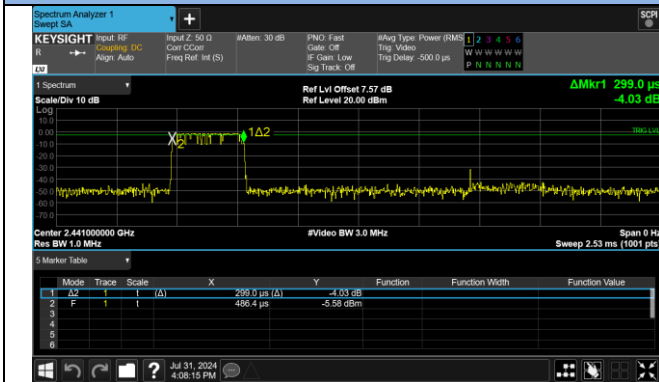 Spectrum Analyzer 1
Swept SA
SCPI
KEYSIGHT Input: RF Input Z: 50 Ω #Atten: 30 dB PNO: Fast #Avg Type: Power (RMS 1 2 3 4 5 6
R Coupling: DC Corr CCorr Gate: Off Trig: Video W W W W W W
Align: Auto Freq Ref: Int (S) IF Gain: Low Trig Delay: -500.0 µs P N N N N N
Sig Track: Off
LXI
1 Spectrum Ref Lvl Offset 7.57 dB ΔMkr1 299.0 µs
Scale/Div 10 dB Ref Level 20.00 dBm -4.03 dB
Log
10.0
0.00
-10.0
-20.0
-30.0
-40.0
-50.0
-60.0
-70.0
X2
1Δ2
TRIG LVL
Center 2.441000000 GHz #Video BW 3.0 MHz Span 0 Hz
Res BW 1.0 MHz Sweep 2.53 ms (1001 pts)
5 Marker Table
Mode Trace Scale X Y Function Function Width Function Value
1 Δ2 1 t (Δ) 299.0 µs (Δ) -4.03 dB
2 F 1 t 486.4 µs -5.58 dBm
3
4
5
6
?
Jul 31, 2024
4:08:15 PM